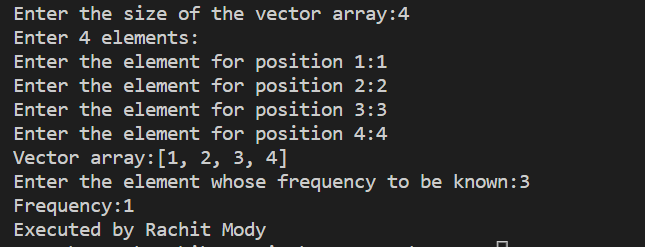 Enter the size of the vector array:4
Enter 4 elements:
Enter the element for position 1:1
Enter the element for position 2:2
Enter the element for position 3:3
Enter the element for position 4:4
Vector array:[1, 2, 3, 4]
Enter the element whose frequency to be known:3
Frequency:1
Executed by Rachit Mody